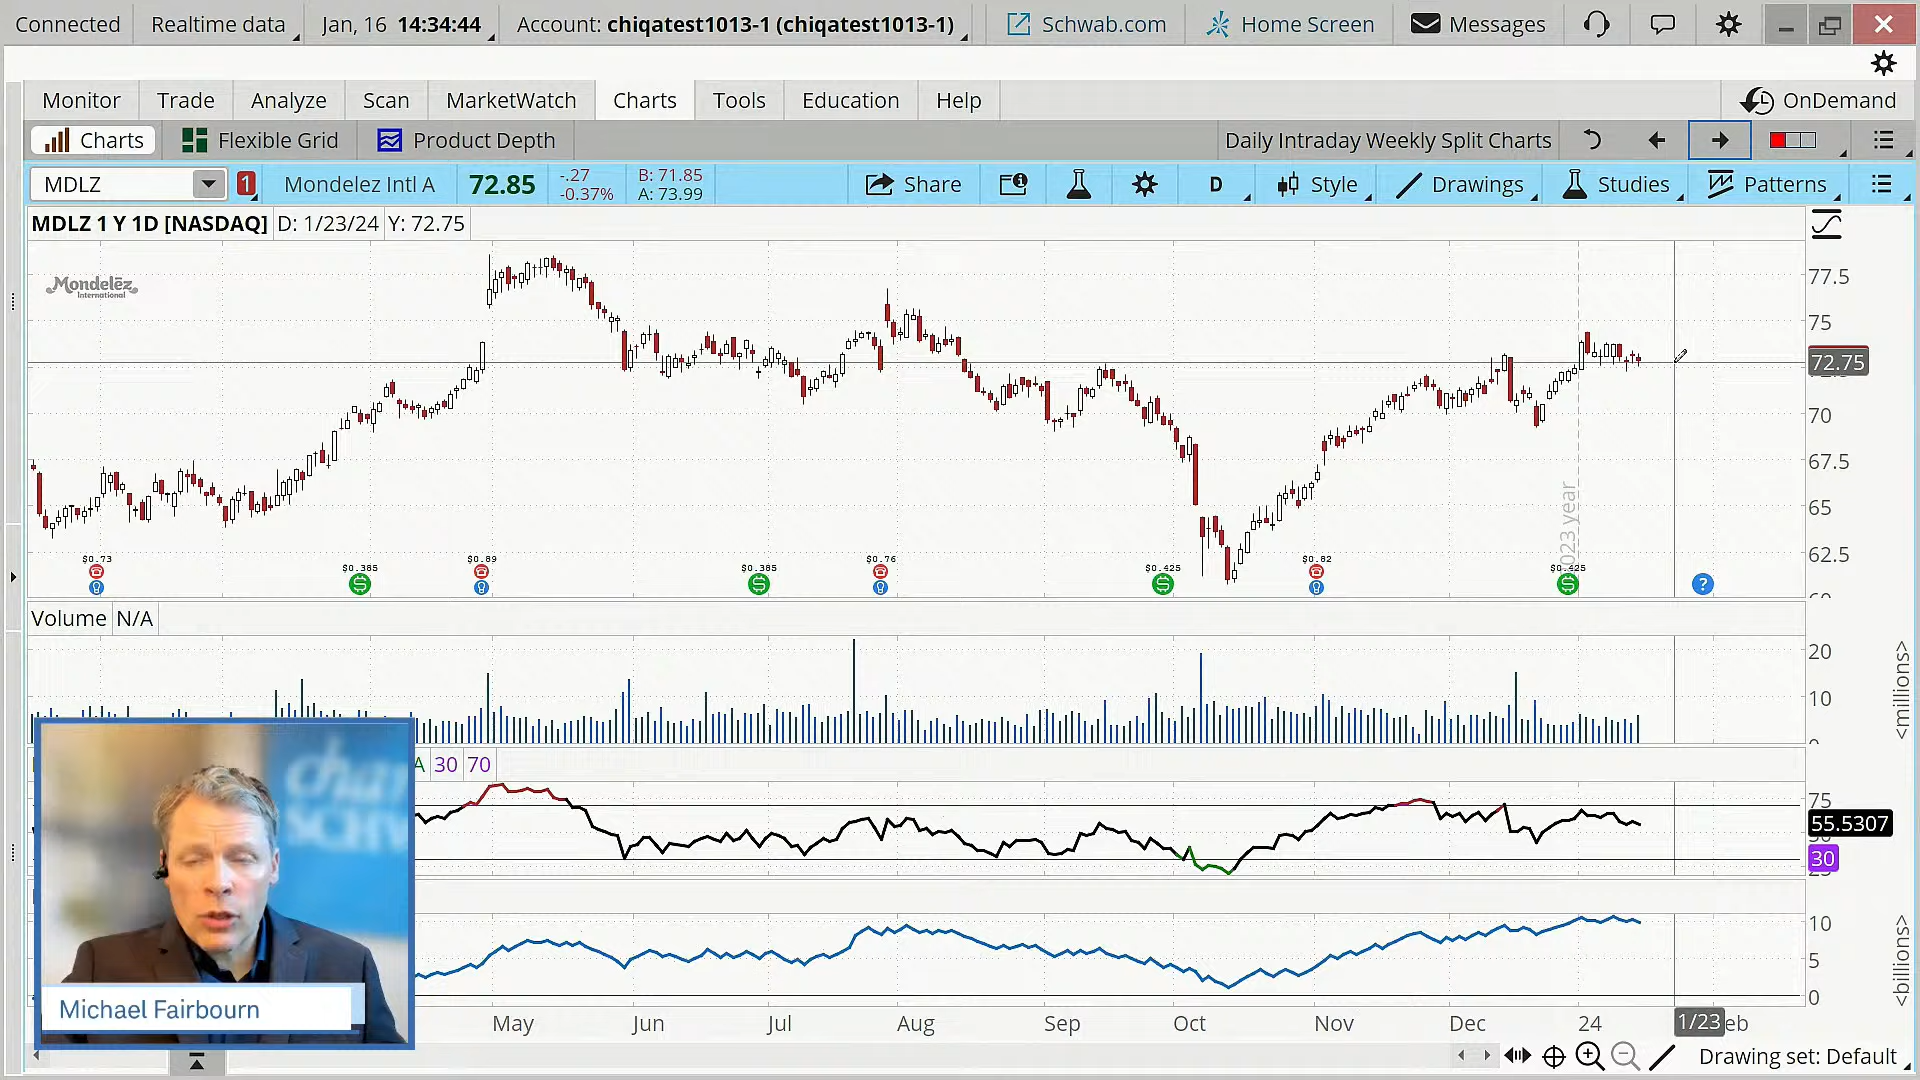 Connected Realtime data Jan, 16 14:34:44 Account: chiqatest1013-1 (chiqatest1013-1) Schwab.com Home Screen Messages
Monitor Trade Analyze Scan MarketWatch Charts Tools Education Help OnDemand
Charts Flexible Grid Product Depth Daily Intraday Weekly Split Charts
MDLZ 1 Mondelez Intl A 72.85 -.27 B: 71.85 Share D Style Drawings Studies Patterns
-0.37% A: 73.99
MDLZ 1 Y 1D [NASDAQ] D: 1/23/24 Y: 72.75
Mondelēz
International
77.5
75
72.75
70
67.5
65
023 year
62.5
$0.73 $0.385 $0.89 $0.385 $0.76 $0.425 $0.82 $0.425
?
Volume N/A
20
10
<millions>
A 30 70
75
55.5307
30
25
10
5
0
<billions>
Michael Fairbourn
May Jun Jul Aug Sep Oct Nov Dec 24 1/23 eb
Drawing set: Default